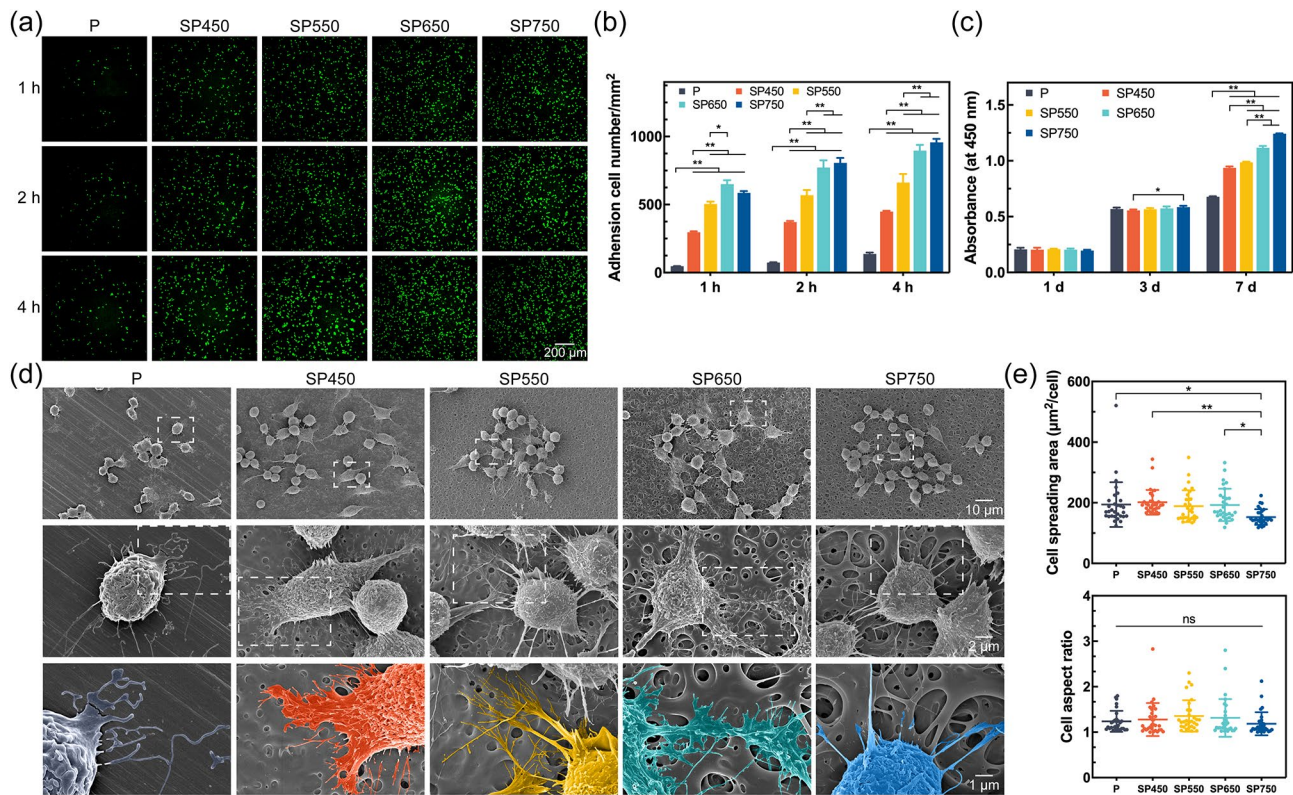 (a)
P SP450 SP550 SP650 SP750
1 h
2 h
4 h
200 μm
(b)
Adhension cell number/mm²
P SP450 SP550
SP650 SP750
1000
500
0
** ** *
** ** **
** ** **
1 h 2 h 4 h
(c)
Absorbance (at 450 nm)
P SP450
SP550 SP650
SP750
1.5
1.0
0.5
0.0
*
**
**
**
1 d 3 d 7 d
(d)
P SP450 SP550 SP650 SP750
10 μm
2 μm
1 μm
(e)
Cell spreading area (μm²/cell)
600
400
300
200
100
0
*
**
*
P SP450 SP550 SP650 SP750
Cell aspect ratio
4
3
2
1
0
ns
P SP450 SP550 SP650 SP750